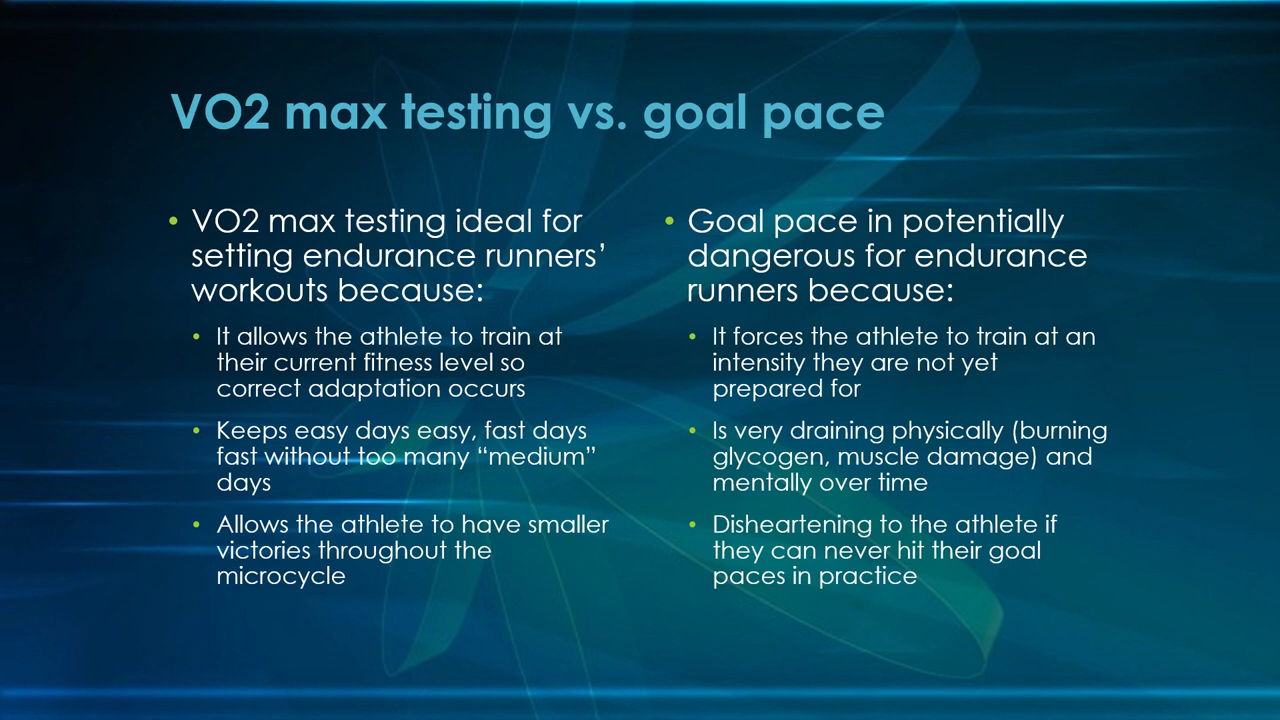 VO2 max testing vs. goal pace
• VO2 max testing ideal for
setting endurance runners’
workouts because:
• It allows the athlete to train at
their current fitness level so
correct adaptation occurs
• Keeps easy days easy, fast days
fast without too many “medium”
days
• Allows the athlete to have smaller
victories throughout the
microcycle
• Goal pace in potentially
dangerous for endurance
runners because:
• It forces the athlete to train at an
intensity they are not yet
prepared for
• Is very draining physically (burning
glycogen, muscle damage) and
mentally over time
• Disheartening to the athlete if
they can never hit their goal
paces in practice